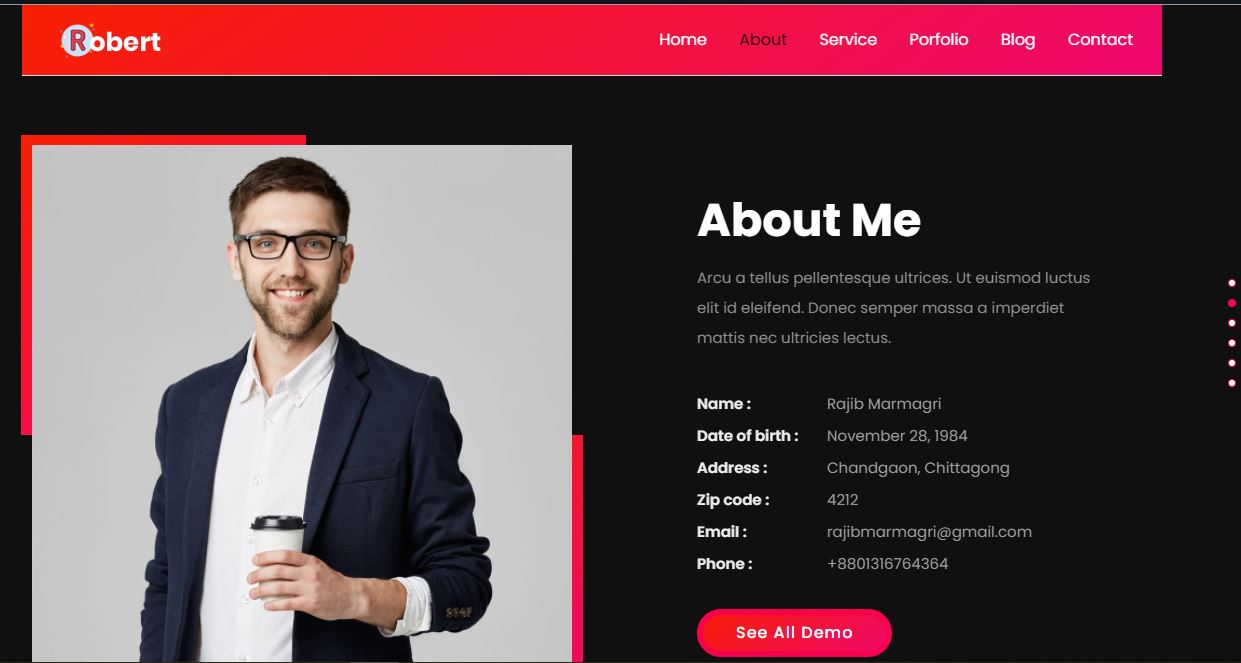 Robert
Home About Service Porfolio Blog Contact
About Me
Arcu a tellus pellentesque ultrices. Ut euismod luctus
elit id eleifend. Donec semper massa a imperdiet
mattis nec ultricies lectus.
Name : Rajib Marmagri
Date of birth : November 28, 1984
Address : Chandgaon, Chittagong
Zip code : 4212
Email : rajibmarmagri@gmail.com
Phone : +8801316764364
See All Demo